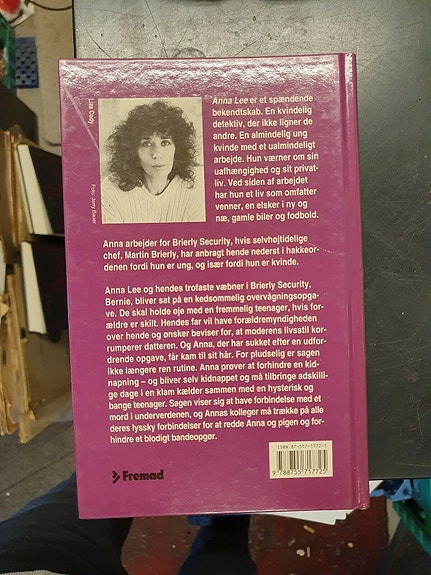 Liza Cody
Foto: Jerry Bauer
Anna Lee er et spændende
bekendtskab. En kvindelig
detektiv, der ikke ligner de
andre. En almindelig ung
kvinde med et ualmindeligt
arbejde. Hun værner om sin
uafhængighed og sit privat-
liv. Ved siden af arbejdet
har hun et liv som omfatter
venner, en elsker i ny og
næ, gamle biler og fodbold.
Anna arbejder for Brierly Security, hvis selvhøjtidelige
chef, Martin Brierly, har anbragt hende nederst i hakkeor-
denen fordi hun er ung, og især fordi hun er kvinde.
Anna Lee og hendes trofaste væbner i Brierly Security,
Bernie, bliver sat på en kedsommelig overvågningsopga-
ve. De skal holde øje med en fremmelig teenager, hvis for-
ældre er skilt. Hendes far vil have forældremyndigheden
over hende og ønsker beviser for, at moderens livsstil kor-
rumperer datteren. Og Anna, der har sukket efter en udfor-
drende opgave, får kam til sit hår. For pludselig er sagen
ikke længere ren rutine. Anna prøver at forhindre en kid-
napning – og bliver selv kidnappet og må tilbringe adskilli-
ge dage i en klam kælder sammen med en hysterisk og
bange teenager. Sagen viser sig at have forbindelse med et
mord i underverdenen, og Annas kolleger må trække på alle
deres lyssky forbindelser for at redde Anna og pigen og for-
hindre et blodigt bandeopgør.
ISBN 87-557-1772-1
9 788755 717725
Fremad